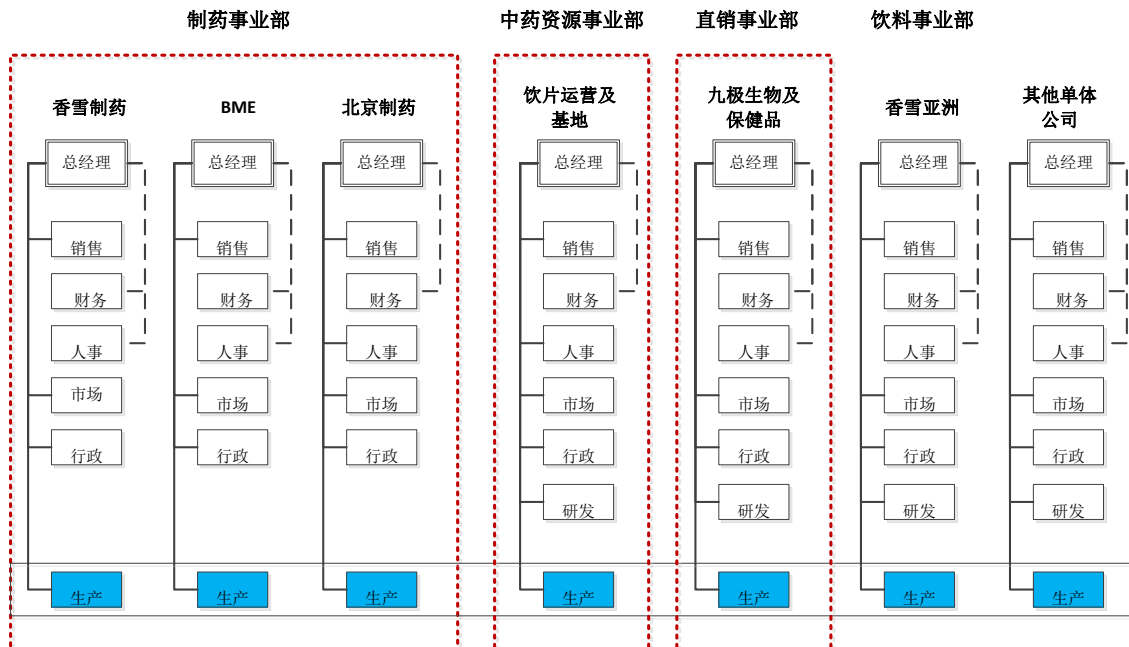 制药事业部
中药资源事业部
直销事业部
饮料事业部
香雪制药
BME
北京制药
饮片运营及
基地
九极生物及
保健品
香雪亚洲
其他单体
公司
总经理
总经理
总经理
总经理
总经理
总经理
总经理
销售
销售
销售
销售
销售
销售
销售
财务
财务
财务
财务
财务
财务
财务
人事
人事
人事
人事
人事
人事
人事
市场
市场
市场
市场
市场
市场
市场
行政
行政
行政
行政
行政
行政
行政
研发
研发
研发
研发
生产
生产
生产
生产
生产
生产
生产